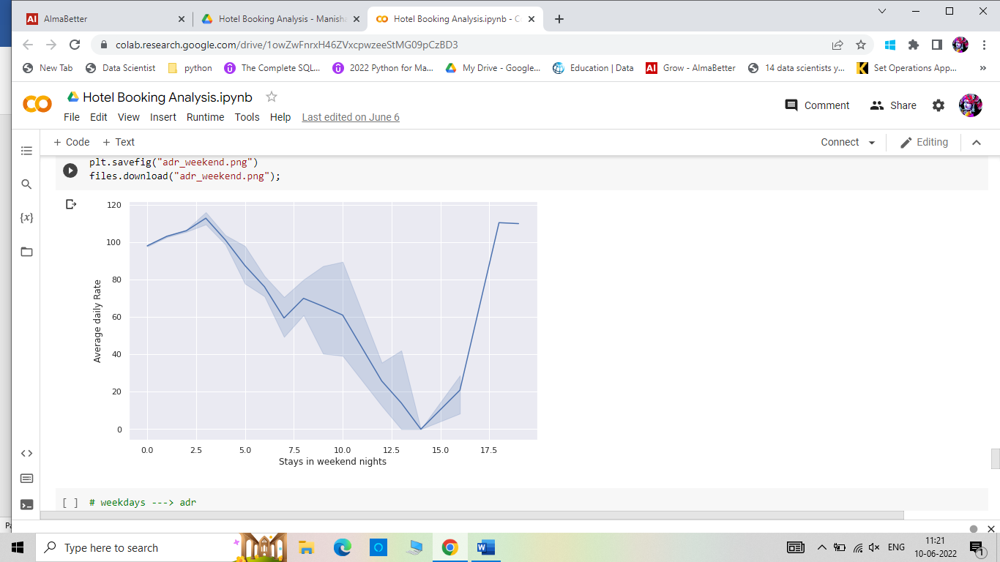 AlmaBetter
Hotel Booking Analysis - Manisha
Hotel Booking Analysis.ipynb - C
colab.research.google.com/drive/1owZwFnrxH46ZVxcpwzeeStMG09pCzBD3
New Tab
Data Scientist
python
The Complete SQL...
2022 Python for Ma...
My Drive - Google...
Education | Data
Grow - AlmaBetter
14 data scientists y...
Set Operations App...
»
Hotel Booking Analysis.ipynb
File Edit View Insert Runtime Tools Help Last edited on June 6
Comment
Share
+ Code + Text
Connect
Editing
plt.savefig("adr_weekend.png")
files.download("adr_weekend.png");
{x}
120
100
80
60
40
20
0
Average daily Rate
0.0 2.5 5.0 7.5 10.0 12.5 15.0 17.5
Stays in weekend nights
[ ] # weekdays ---> adr
Type here to search
ENG
11:21
10-06-2022
1